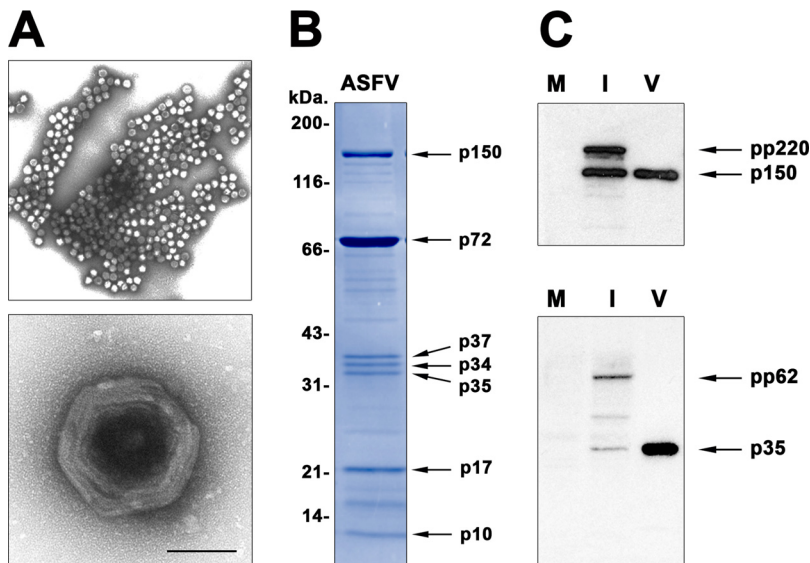 A
B
C
ASFV
kDa.
200-
116-
66-
43-
31-
21-
14-
p150
p72
p37
p34
p35
p17
p10
M I V
pp220
p150
M I V
pp62
p35